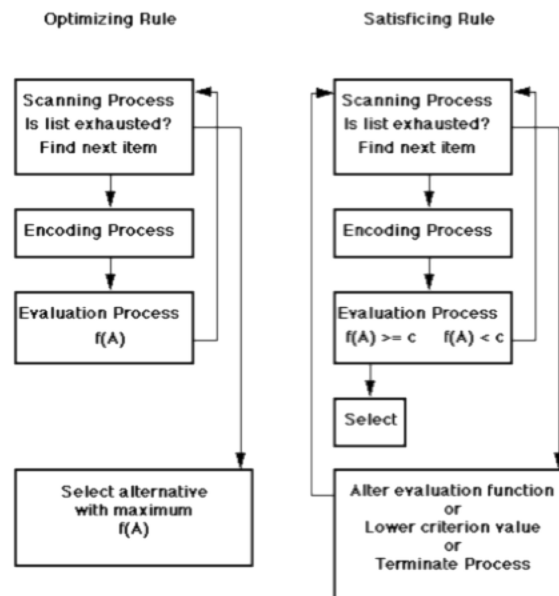 Optimizing Rule
Scanning Process
Is list exhausted?
Find next item
Encoding Process
Evaluation Process
f(A)
Select alternative
with maximum
f(A)
Satisficing Rule
Scanning Process
Is list exhausted?
Find next item
Encoding Process
Evaluation Process
f(A) >= c f(A) < c
Select
Alter evaluation function
or
Lower criterion value
or
Terminate Process